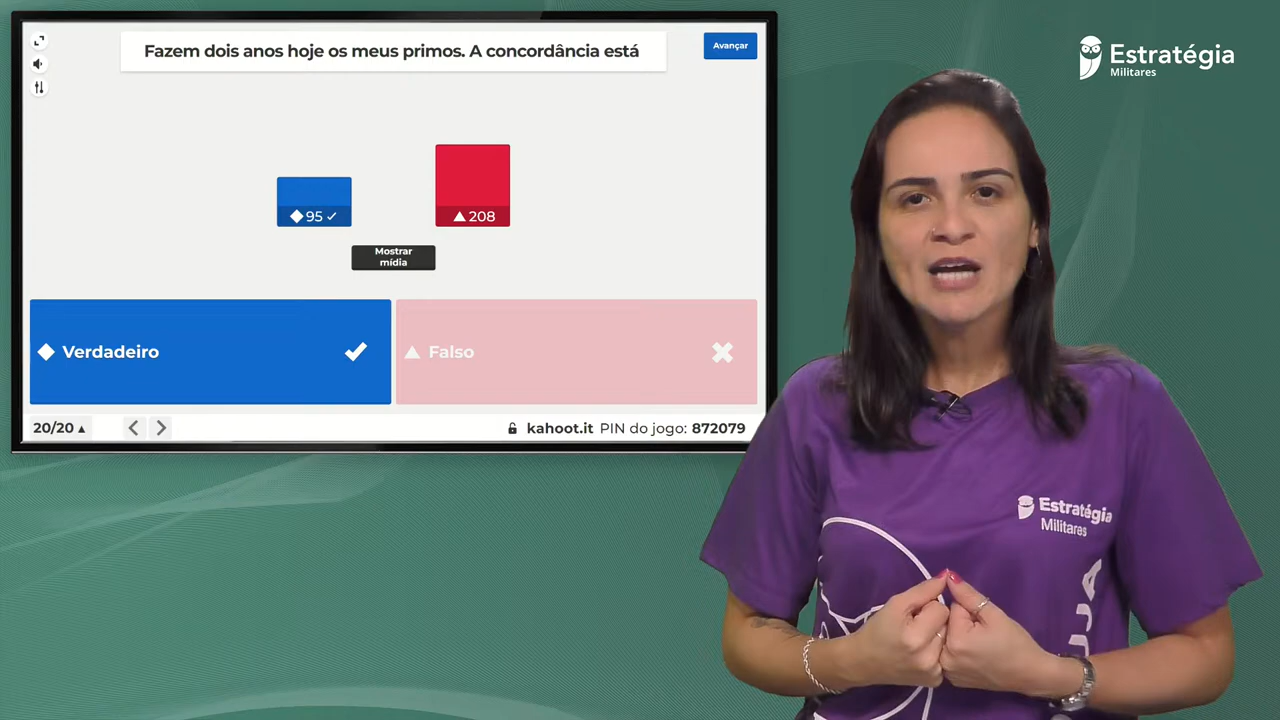 Fazem dois anos hoje os meus primos. A concordância está
Avançar
95
208
Mostrar
mídia
Verdadeiro
Falso
20/20
kahoot.it PIN do jogo: 872079
Estratégia
Militares
Estratégia
Militares
UJA